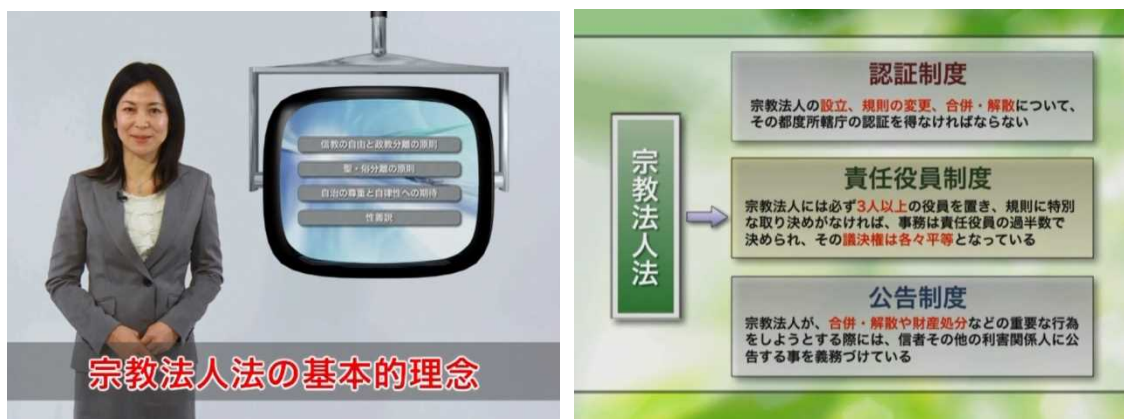 信教の自由と政教分離の原則
聖・俗分離の原則
自治の尊重と自律性への期待
性善説
宗教法人法の基本的理念
宗教法人法
認証制度
宗教法人の設立、規則の変更、合併・解散について、
その都度所轄庁の認証を得なければならない
責任役員制度
宗教法人には必ず3人以上の役員を置き、規則に特別
な取り決めがなければ、事務は責任役員の過半数で
決められ、その議決権は各々平等となっている
公告制度
宗教法人が、合併・解散や財産処分などの重要な行為
をしようとする際には、信者その他の利害関係人に公
告する事を義務づけている